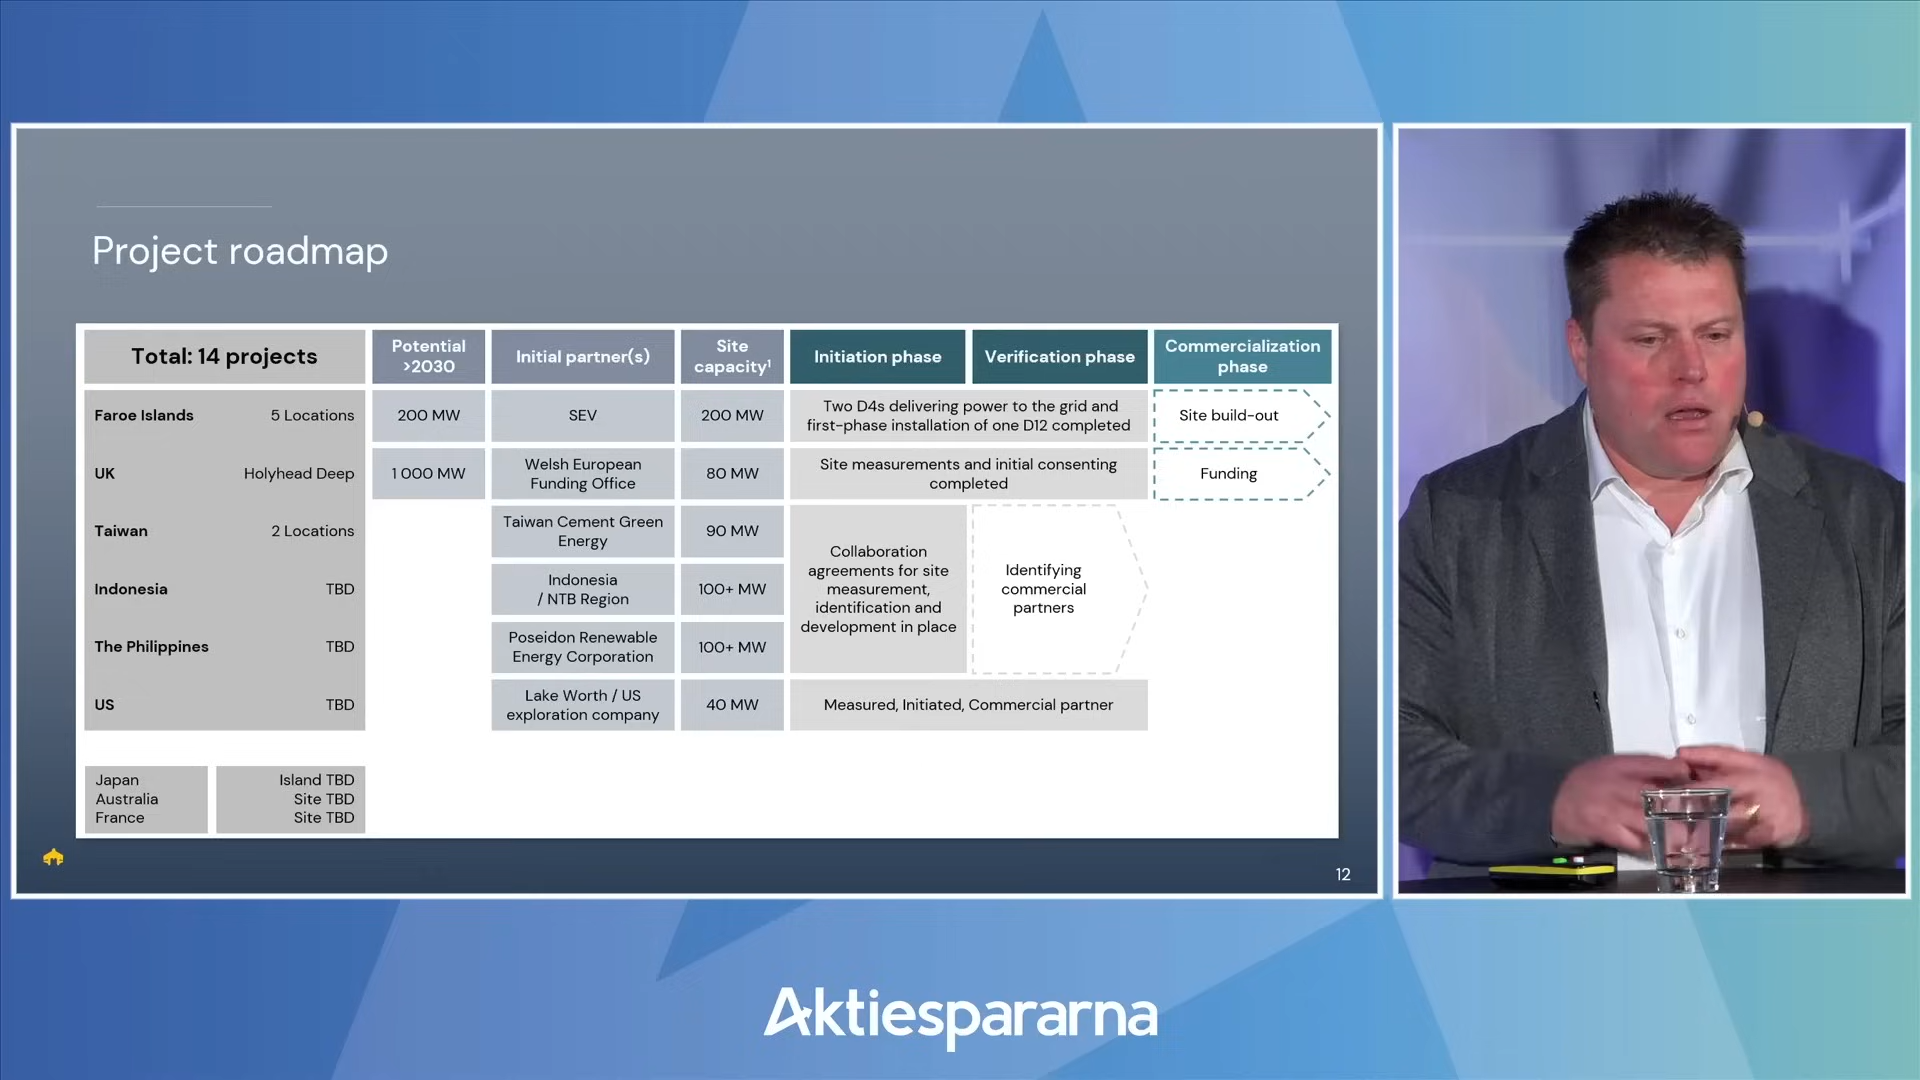 Project roadmap
Total: 14 projects
Potential
>2030
Initial partner(s)
Site
capacity¹
Initiation phase
Verification phase
Commercialization
phase
Faroe Islands 5 Locations
200 MW
SEV
200 MW
Two D4s delivering power to the grid and
first-phase installation of one D12 completed
Site build-out
UK Holyhead Deep
1 000 MW
Welsh European
Funding Office
80 MW
Site measurements and initial consenting
completed
Funding
Taiwan 2 Locations
Taiwan Cement Green
Energy
90 MW
Collaboration
agreements for site
measurement,
identification and
development in place
Identifying
commercial
partners
Indonesia TBD
Indonesia
/ NTB Region
100+ MW
The Philippines TBD
Poseidon Renewable
Energy Corporation
100+ MW
US TBD
Lake Worth / US
exploration company
40 MW
Measured, Initiated, Commercial partner
Japan Island TBD
Australia Site TBD
France Site TBD
12
Aktiespararna